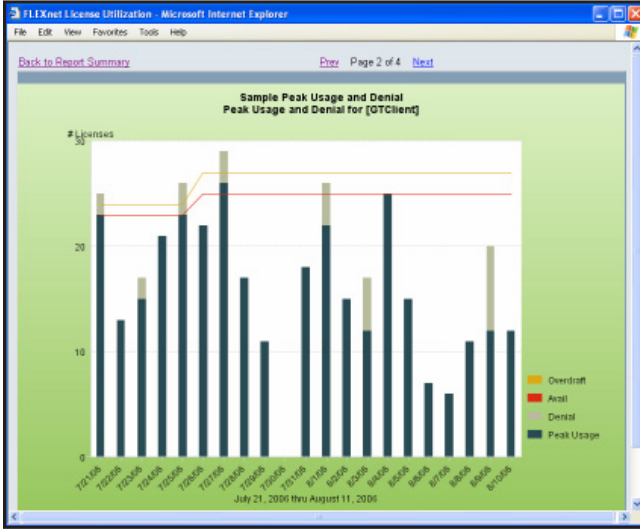 FLEXnet License Utilization - Microsoft Internet Explorer
File Edit View Favorites Tools Help
Back to Report Summary Prev Page 2 of 4 Next
Sample Peak Usage and Denial
Peak Usage and Denial for [GTClient]
# Licenses
30
20
10
0
Overdraft
Avail
Denial
Peak Usage
7/21/06 7/22/06 7/23/06 7/24/06 7/25/06 7/26/06 7/27/06 7/28/06 7/29/06 7/30/06 7/31/06 8/1/06 8/2/06 8/3/06 8/4/06 8/5/06 8/6/06 8/7/06 8/8/06 8/9/06 8/10/06
July 21, 2006 thru August 11, 2006